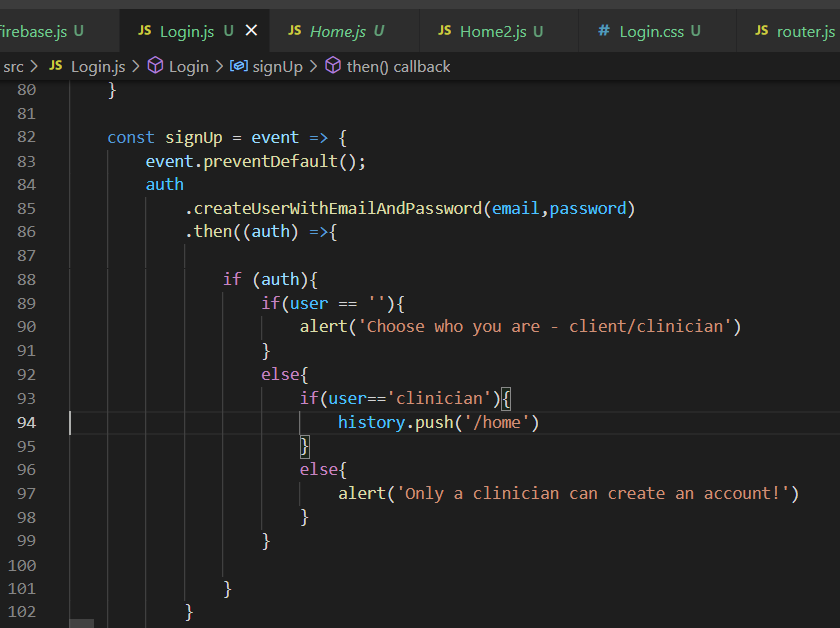 irebase.js U JS Login.js U × JS Home.js U JS Home2.js U # Login.css U JS router.js
src > JS Login.js > Login > signUp > then() callback
80 }
81
82 const signUp = event => {
83 event.preventDefault();
84 auth
85 .createUserWithEmailAndPassword(email,password)
86 .then((auth) =>{
87
88 if (auth){
89 if(user == ''){
90 alert('Choose who you are - client/clinician')
91 }
92 else{
93 if(user=='clinician'){
94 history.push('/home')
95 }
96 else{
97 alert('Only a clinician can create an account!')
98 }
99 }
100
101 }
102 }